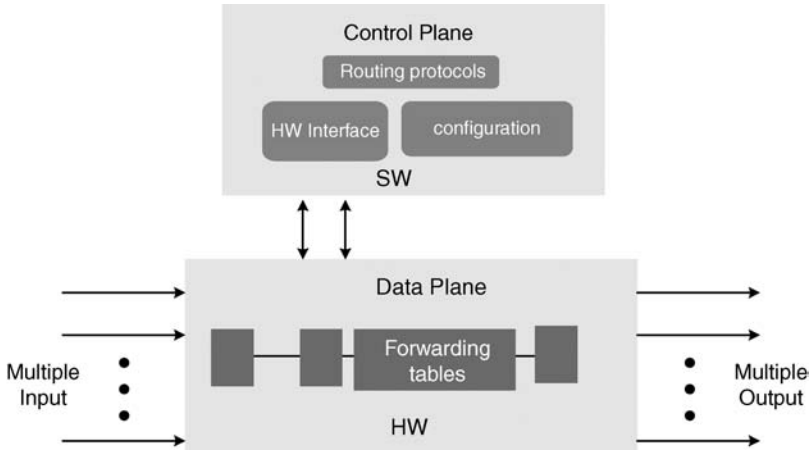 Control Plane
Routing protocols
HW Interface
configuration
SW
Data Plane
Forwarding
tables
Multiple
Input
Multiple
Output
HW